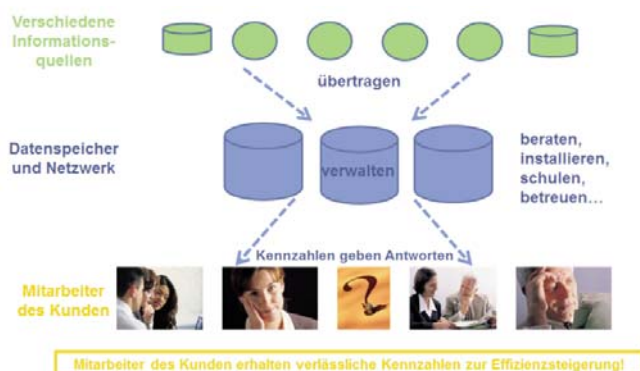 Verschiedene
Informations-
quellen
übertragen
Datenspeicher
und Netzwerk
verwalten
beraten,
installieren,
schulen,
betreuen...
Kennzahlen geben Antworten
Mitarbeiter
des Kunden
?
Mitarbeiter des Kunden erhalten verlässliche Kennzahlen zur Effizienzsteigerung!